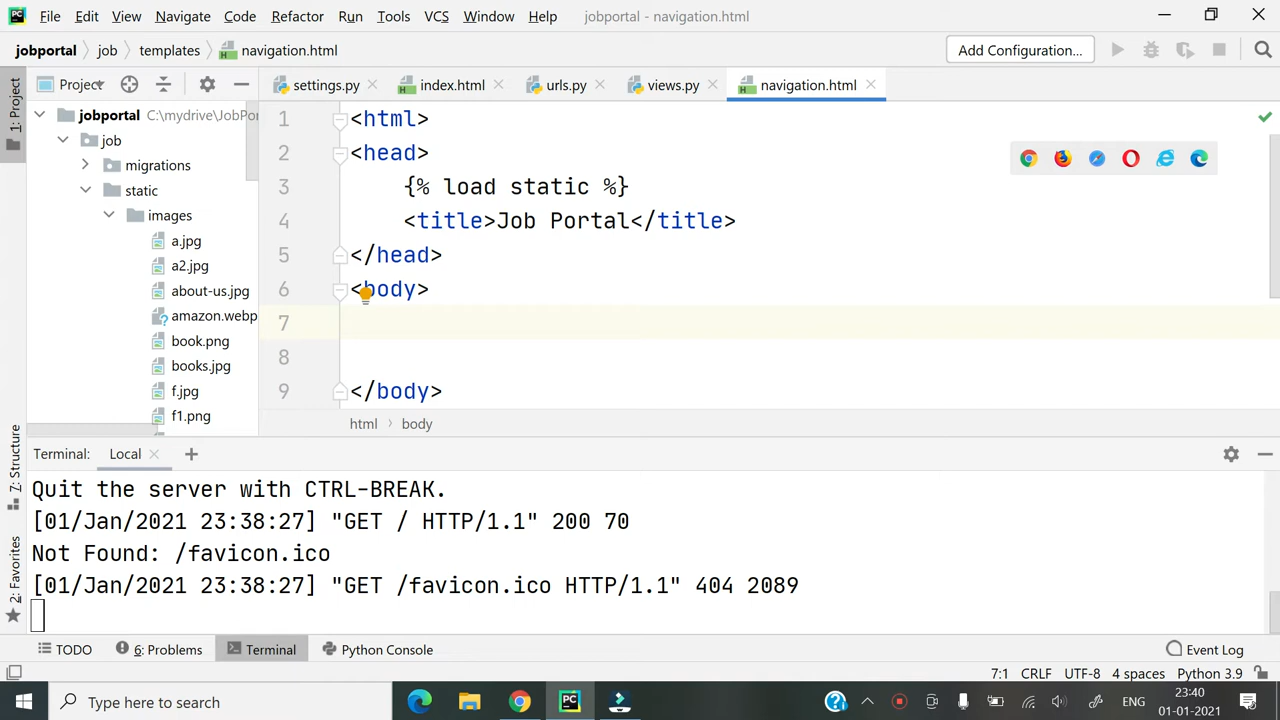 PC File Edit View Navigate Code Refactor Run Tools VCS Window Help jobportal - navigation.html
jobportal job templates navigation.html Add Configuration...
1: Project
Project settings.py index.html urls.py views.py navigation.html
jobportal C:\mydrive\JobPor
job
migrations
static
images
a.jpg
a2.jpg
about-us.jpg
amazon.webp
book.png
books.jpg
f.jpg
f1.png
1 <html>
2 <head>
3 {% load static %}
4 <title>Job Portal</title>
5 </head>
6 <body>
7
8
9 </body>
html body
Z: Structure
2: Favorites
Terminal: Local
Quit the server with CTRL-BREAK.
[01/Jan/2021 23:38:27] "GET / HTTP/1.1" 200 70
Not Found: /favicon.ico
[01/Jan/2021 23:38:27] "GET /favicon.ico HTTP/1.1" 404 2089
TODO 6: Problems Terminal Python Console Event Log
7:1 CRLF UTF-8 4 spaces Python 3.9
Type here to search PC ENG 23:40
01-01-2021